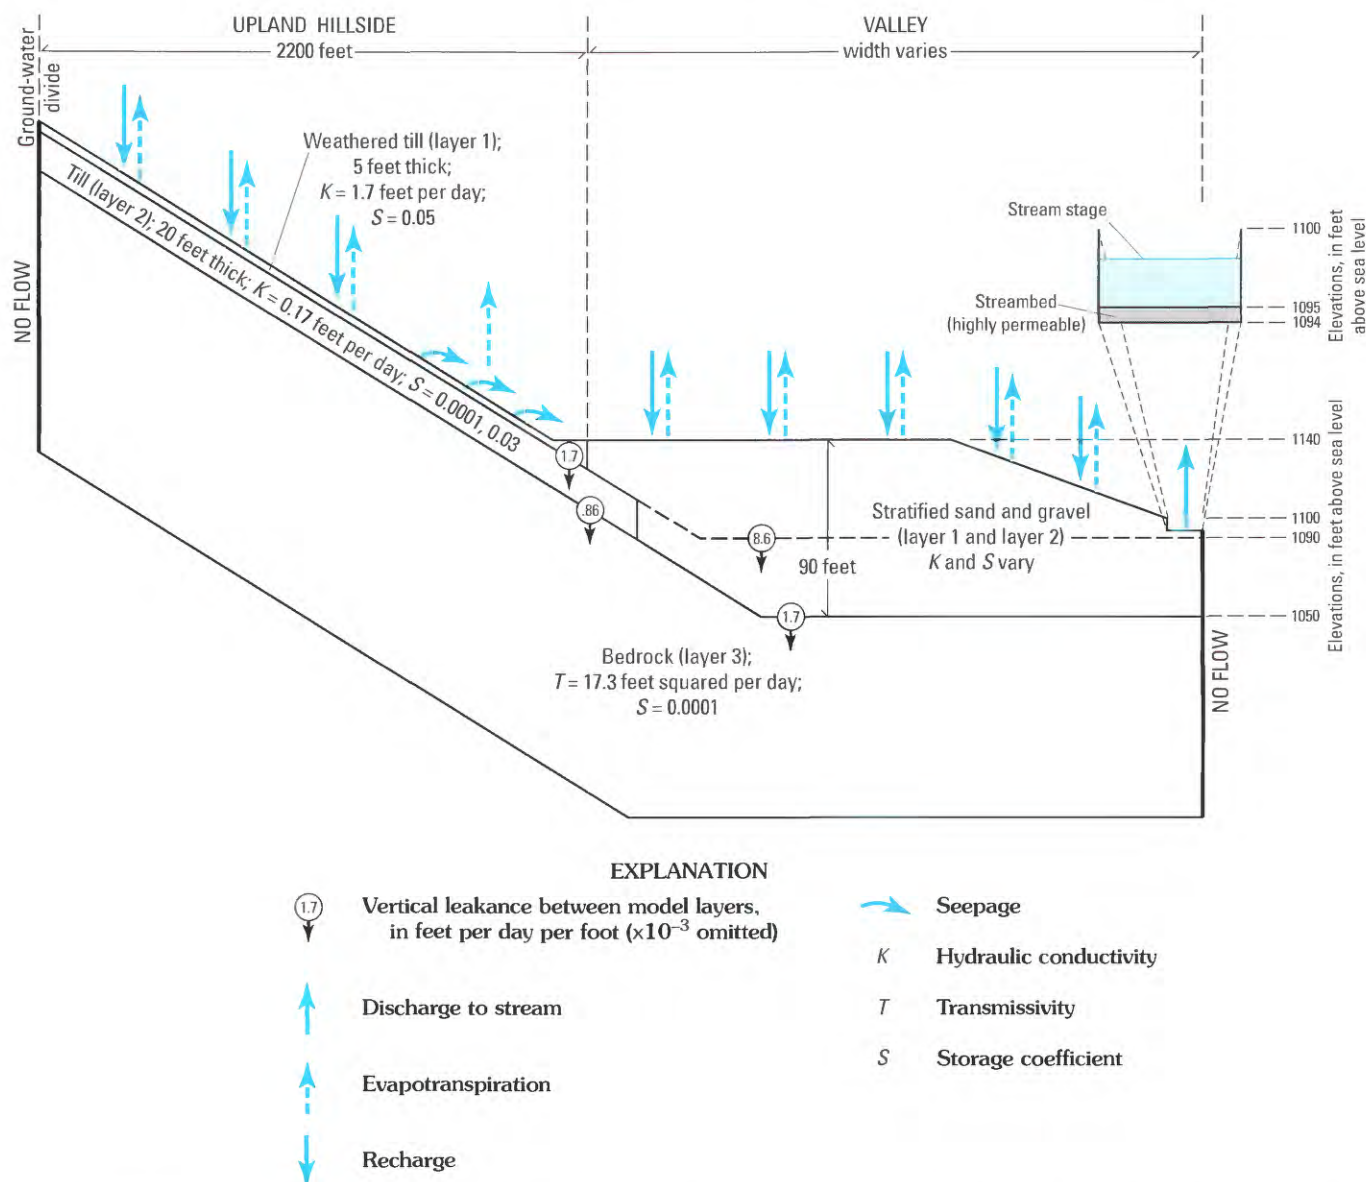 UPLAND HILLSIDE
2200 feet
VALLEY
width varies
Ground-water
divide
NO FLOW
Weathered till (layer 1);
5 feet thick;
K = 1.7 feet per day;
S = 0.05
Till (layer 2); 20 feet thick; K = 0.17 feet per day; S = 0.0001, 0.03
Stream stage
Streambed
(highly permeable)
1100
1095
1094
Elevations, in feet
above sea level
1.7
.86
8.6
1.7
90 feet
Stratified sand and gravel
(layer 1 and layer 2)
K and S vary
1140
1100
1090
1050
Elevations, in feet above sea level
Bedrock (layer 3);
T = 17.3 feet squared per day;
S = 0.0001
NO FLOW
EXPLANATION
1.7
Vertical leakance between model layers,
in feet per day per foot (×10⁻³ omitted)
Discharge to stream
Evapotranspiration
Recharge
Seepage
K Hydraulic conductivity
T Transmissivity
S Storage coefficient